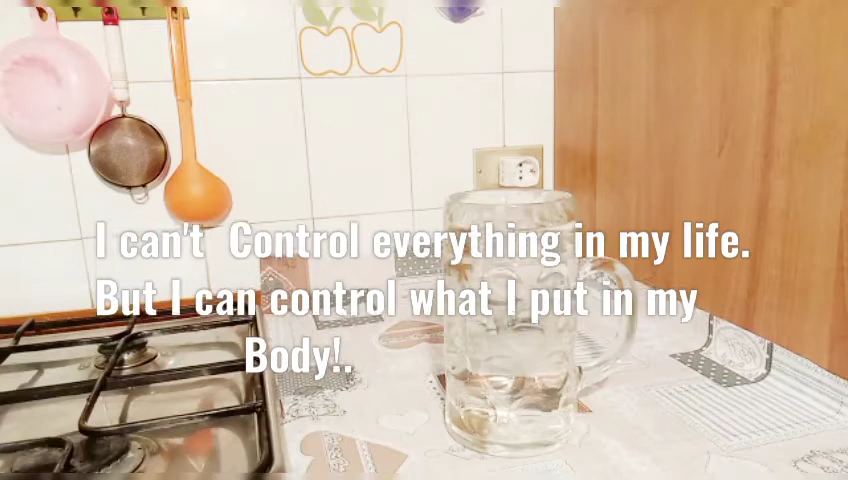 I can't Control everything in my life.
But I can control what I put in my
Body!.